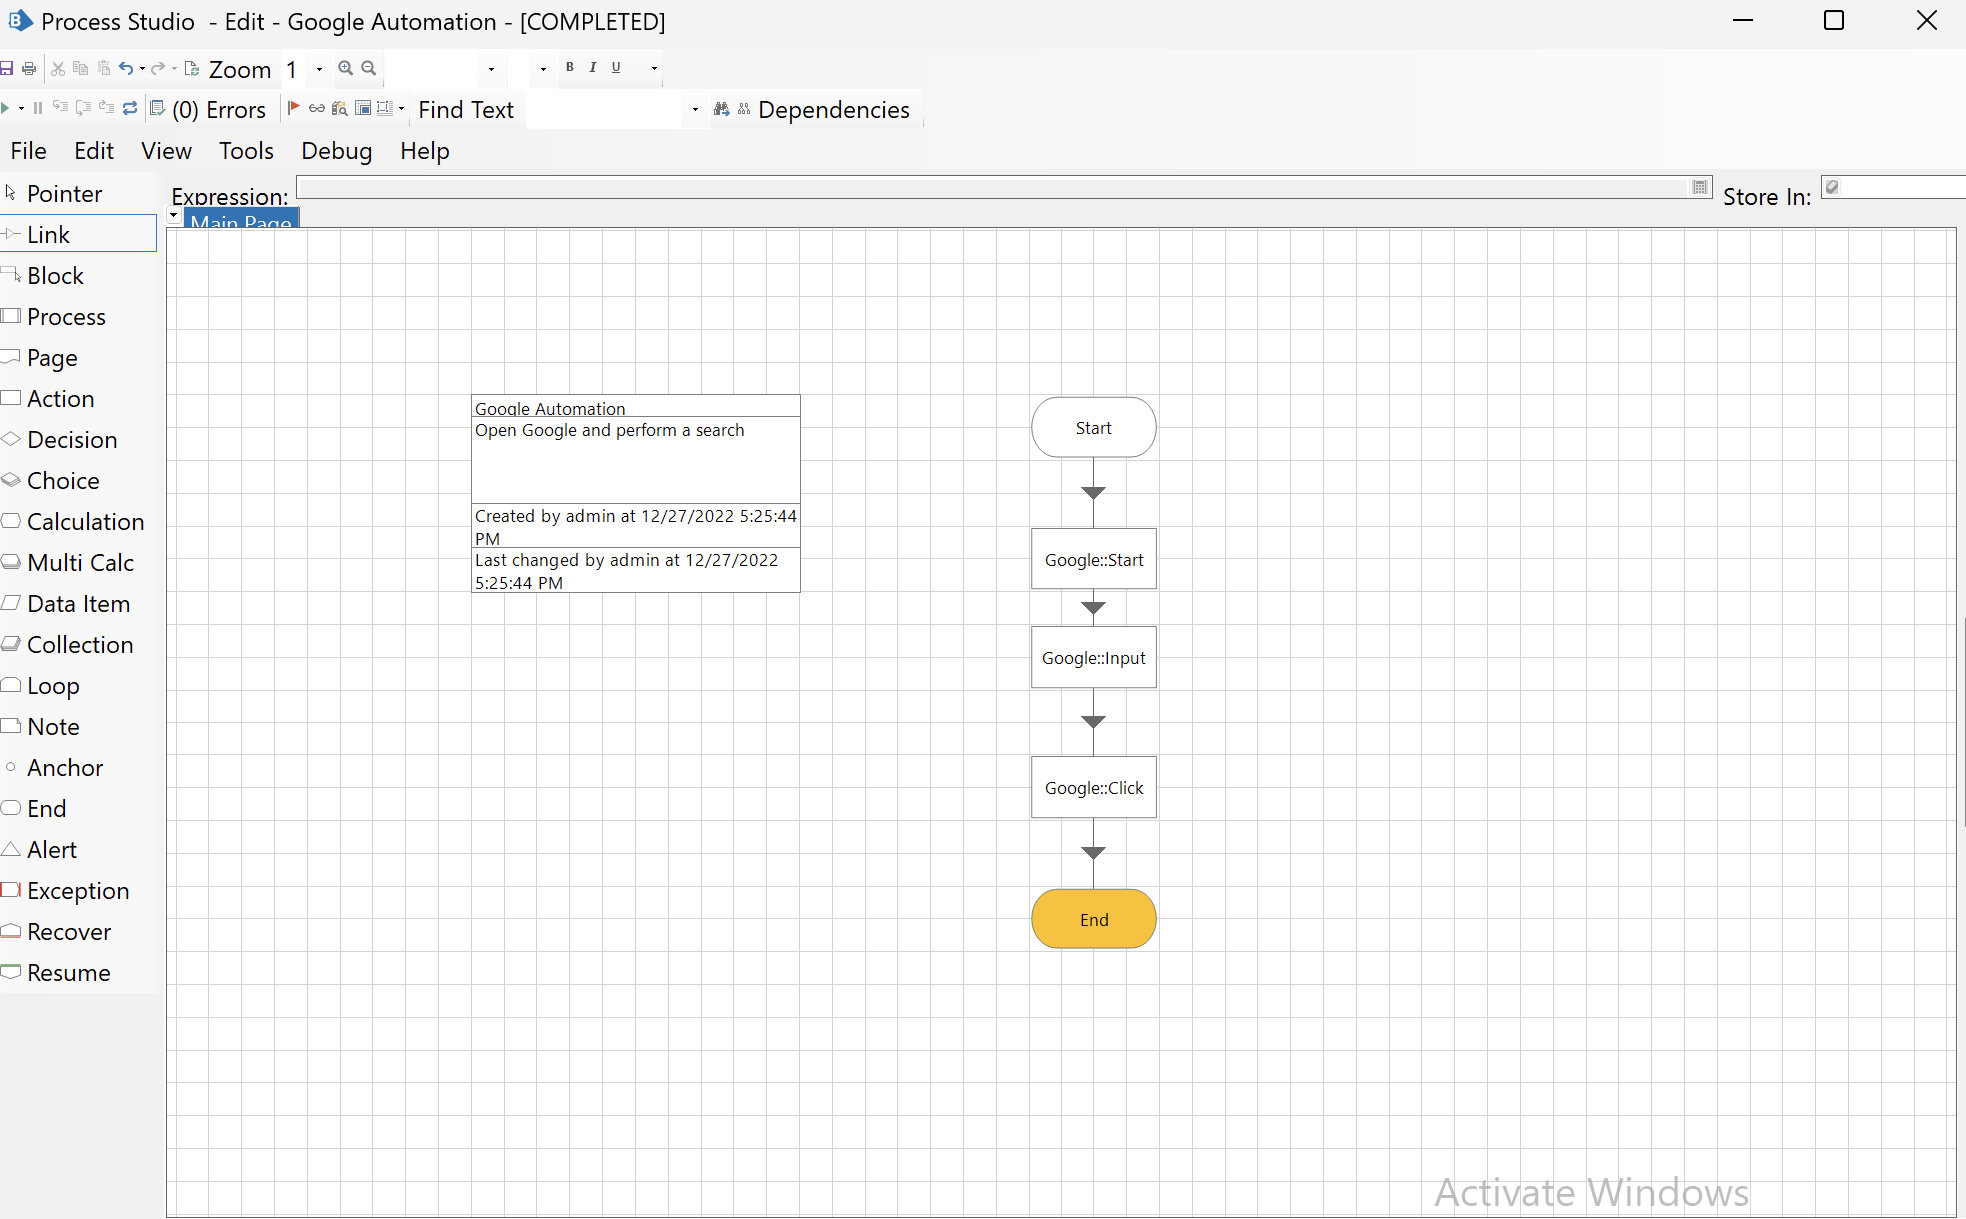 Process Studio - Edit - Google Automation - [COMPLETED]
Zoom 1
B I U
(0) Errors Find Text Dependencies
File Edit View Tools Debug Help
Expression: Store In:
Main Page
Pointer
Link
Block
Process
Page
Action
Decision
Choice
Calculation
Multi Calc
Data Item
Collection
Loop
Note
Anchor
End
Alert
Exception
Recover
Resume
Google Automation
Open Google and perform a search
Created by admin at 12/27/2022 5:25:44
PM
Last changed by admin at 12/27/2022
5:25:44 PM
Start
Google::Start
Google::Input
Google::Click
End
Activate Windows